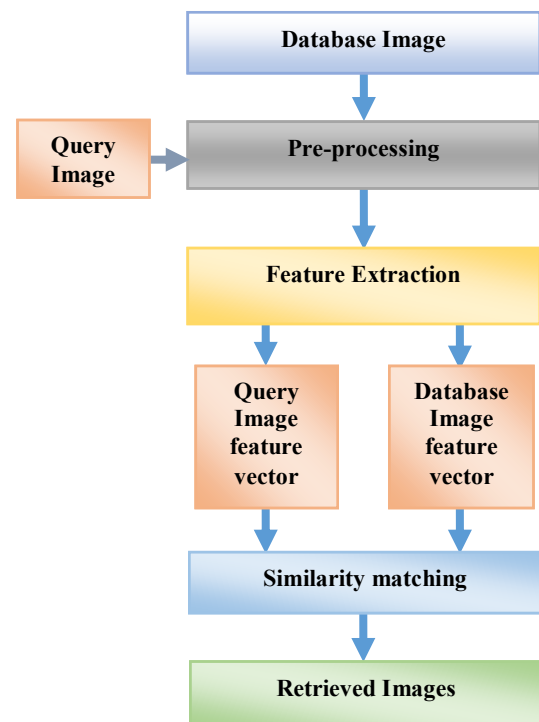 Database Image
Query
Image
Pre-processing
Feature Extraction
Query
Image
feature
vector
Database
Image
feature
vector
Similarity matching
Retrieved Images